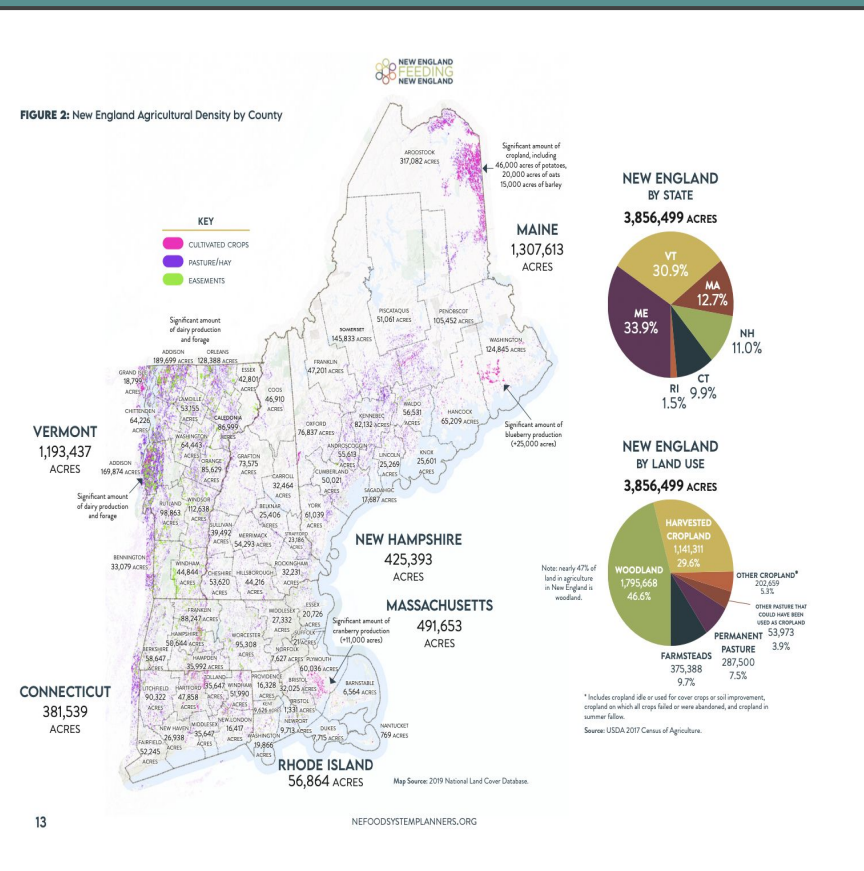 NEW ENGLAND
FEEDING
NEW ENGLAND
FIGURE 2: New England Agricultural Density by County
KEY
CULTIVATED CROPS
PASTURE/HAY
EASEMENTS
Significant amount of
cropland, including
46,000 acres of potatoes,
20,000 acres of oats
15,000 acres of barley
AROOSTOOK
317,082 ACRES
MAINE
1,307,613
ACRES
PISCATAQUIS
51,061 ACRES
PENOBSCOT
105,452 ACRES
SOMERSET
145,833 ACRES
WASHINGTON
124,845 ACRES
FRANKLIN
47,201 ACRES
Significant amount of
blueberry production
(+25,000 acres)
HANCOCK
65,209 ACRES
WALDO
56,531
ACRES
KENNEBEC
82,132 ACRES
OXFORD
76,837 ACRES
ANDROSCOGGIN
55,613
ACRES
LINCOLN
25,269
ACRES
KNOX
25,601
ACRES
CUMBERLAND
50,021
ACRES
SAGADAHOC
17,687 ACRES
YORK
61,039
ACRES
Significant amount
of dairy production
and forage
ADDISON
189,699 ACRES
ORLEANS
128,388 ACRES
GRAND
18,799
ACRES
ESSEX
42,801
ACRES
COOS
46,910
ACRES
LAMOILLE
53,155
ACRES
CHITTENDEN
64,226
ACRES
CALEDONIA
86,999
ACRES
WASHINGTON
64,443
ACRES
VERMONT
1,193,437
ACRES
ADDISON
169,874 ACRES
ORANGE
85,629
ACRES
Significant amount
of dairy production
and forage
RUTLAND
98,863
ACRES
WINDSOR
112,638
ACRES
BENNINGTON
33,079 ACRES
WINDHAM
44,844
ACRES
GRAFTON
73,575
ACRES
CARROLL
32,464
ACRES
BELKNAP
25,406
ACRES
SULLIVAN
39,492
ACRES
MERRIMACK
54,293 ACRES
STRAFFORD
23,186
ACRES
CHESHIRE
53,620
ACRES
HILLSBOROUGH
44,216
ACRES
ROCKINGHAM
32,231
ACRES
NEW HAMPSHIRE
425,393
ACRES
MASSACHUSETTS
491,653
ACRES
Significant amount of
cranberry production
(+11,000 acres)
FRANKLIN
88,247 ACRES
MIDDLESEX
27,332
ACRES
ESSEX
20,726
ACRES
SUFFOLK
21 ACRES
HAMPSHIRE
50,644 ACRES
WORCESTER
95,308
ACRES
NORFOLK
7,627 ACRES
PLYMOUTH
60,036 ACRES
BERKSHIRE
58,647
ACRES
HAMPDEN
35,992 ACRES
BRISTOL
32,025 ACRES
BARNSTABLE
6,564 ACRES
DUKES
7,715 ACRES
NANTUCKET
769 ACRES
CONNECTICUT
381,539
ACRES
LITCHFIELD
90,322
ACRES
HARTFORD
47,858
ACRES
TOLLAND
35,647
ACRES
WINDHAM
51,990
ACRES
NEW HAVEN
26,938
ACRES
MIDDLESEX
35,647
ACRES
NEW LONDON
16,417
ACRES
FAIRFIELD
52,245
ACRES
PROVIDENCE
16,328
ACRES
KENT
9,626 ACRES
BRISTOL
1,331
ACRES
NEWPORT
9,713 ACRES
WASHINGTON
19,866
ACRES
RHODE ISLAND
56,864 ACRES
Map Source: 2019 National Land Cover Database.
NEW ENGLAND
BY STATE
3,856,499 ACRES
VT
30.9%
MA
12.7%
ME
33.9%
NH
11.0%
CT
9.9%
RI
1.5%
NEW ENGLAND
BY LAND USE
3,856,499 ACRES
HARVESTED
CROPLAND
1,141,311
29.6%
WOODLAND
1,795,668
46.6%
OTHER CROPLAND*
202,659
5.3%
OTHER PASTURE THAT
COULD HAVE BEEN
USED AS CROPLAND
53,973
3.9%
PERMANENT
PASTURE
287,500
7.5%
FARMSTEADS
375,388
9.7%
Note: nearly 47% of
land in agriculture
in New England is
woodland.
* Includes cropland idle or used for cover crops or soil improvement,
cropland on which all crops failed or were abandoned, and cropland in
summer fallow.
Source: USDA 2017 Census of Agriculture.
13
NEFOODSYSTEMPLANNERS.ORG